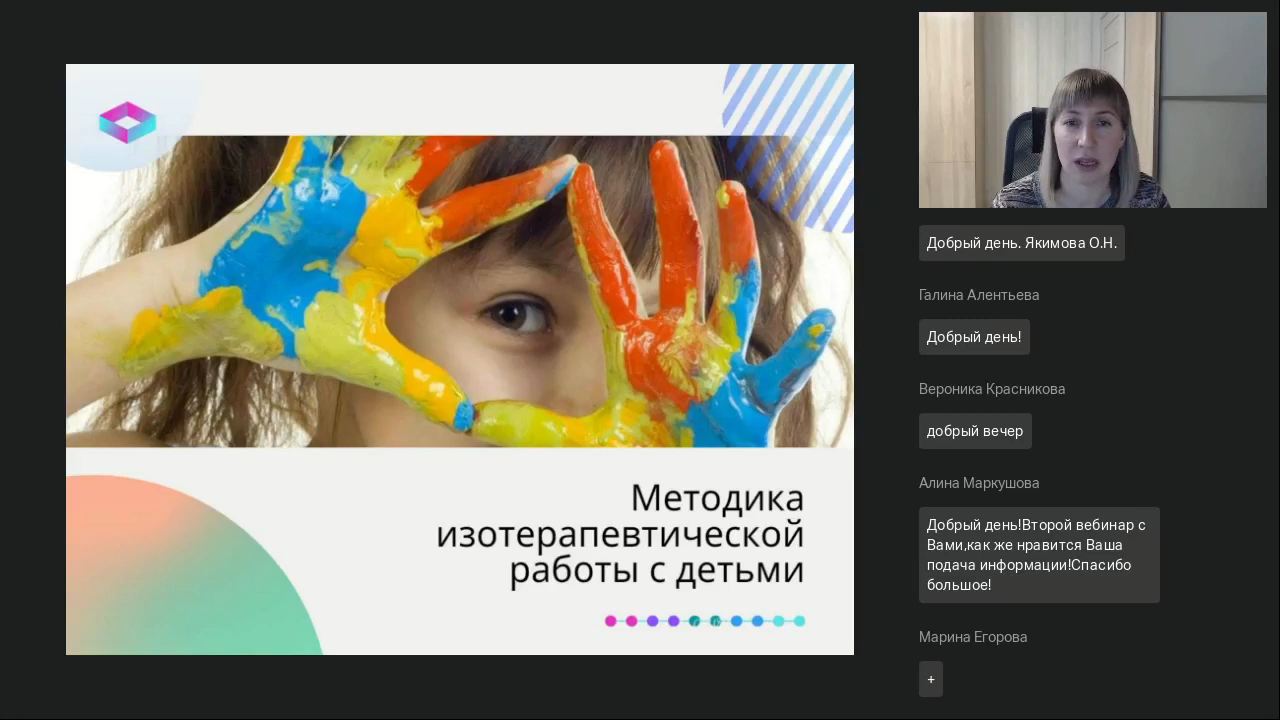 Методика
изотерапевтической
работы с детьми
Добрый день. Якимова О.Н.
Галина Алентьева
Добрый день!
Вероника Красникова
добрый вечер
Алина Маркушова
Добрый день!Второй вебинар с
Вами,как же нравится Ваша
подача информации!Спасибо
большое!
Марина Егорова
+